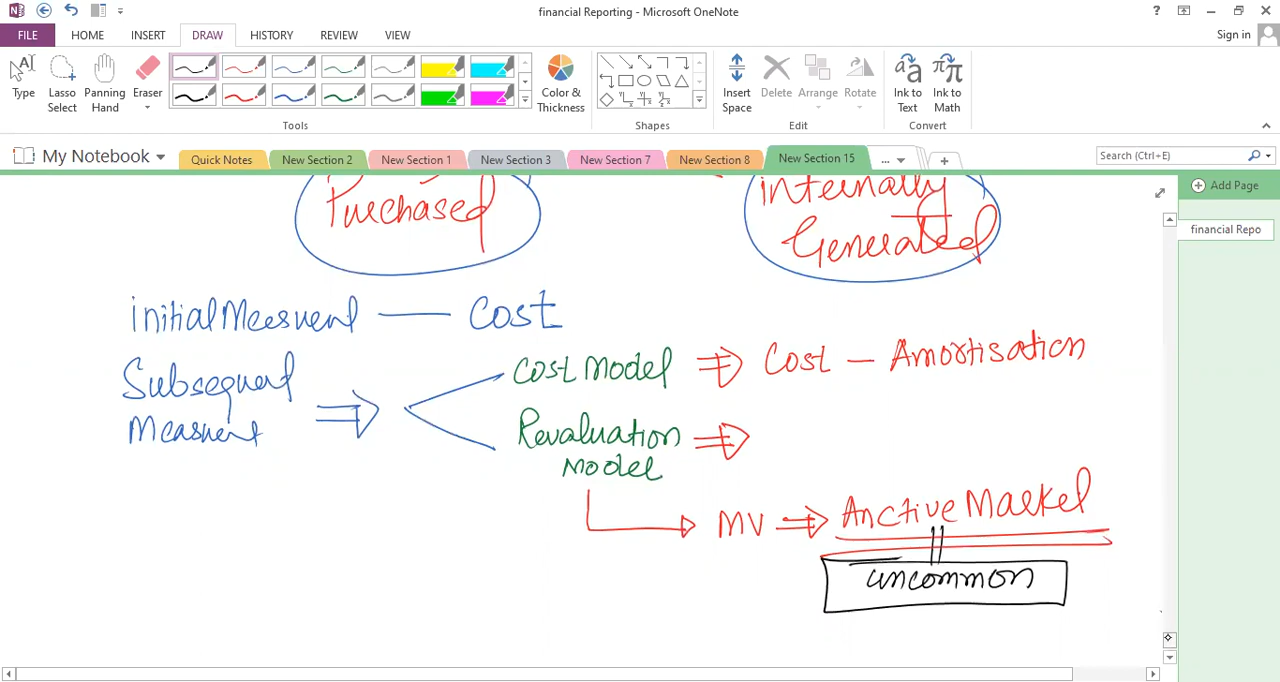 financial Reporting - Microsoft OneNote
Sign in
FILE HOME INSERT DRAW HISTORY REVIEW VIEW
Type
Lasso Select
Panning Hand
Eraser
Color & Thickness
Insert Space
Delete
Arrange
Rotate
Ink to Text
Ink to Math
Tools
Shapes
Edit
Convert
My Notebook
Quick Notes
New Section 2
New Section 1
New Section 3
New Section 7
New Section 8
New Section 15
...
Search (Ctrl+E)
Add Page
financial Repo
Purchased
internally
Generated
initial Measuent — Cost
Subsequent
Measuent
Cost Model ⇒ Cost — Amortisation
Revaluation ⇒
Model
MV ⇒ Anctive Market
uncommon